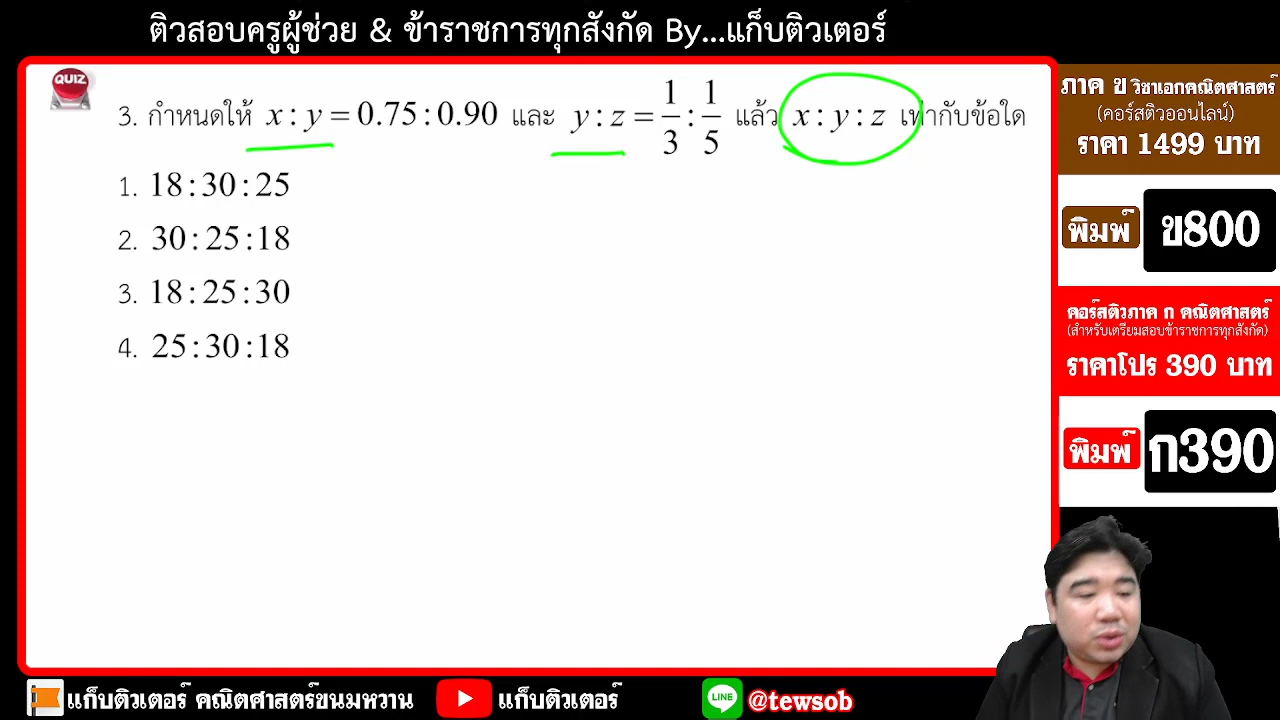 ติวสอบครูผู้ช่วย & ข้าราชการทุกสังกัด By...แก็บติวเตอร์
QUIZ
3. กำหนดให้ x : y = 0.75 : 0.90 และ y : z = 1/3 : 1/5 แล้ว x : y : z เท่ากับข้อใด
1. 18 : 30 : 25
2. 30 : 25 : 18
3. 18 : 25 : 30
4. 25 : 30 : 18
ภาค ข วิชาเอกคณิตศาสตร์
(คอร์สติวออนไลน์)
ราคา 1499 บาท
พิมพ์ ข800
คอร์สติวภาค ก คณิตศาสตร์
(สำหรับเตรียมสอบข้าราชการทุกสังกัด)
ราคาโปร 390 บาท
พิมพ์ ก390
แก็บติวเตอร์ คณิตศาสตร์ขนมหวาน
แก็บติวเตอร์
LINE @tewsob